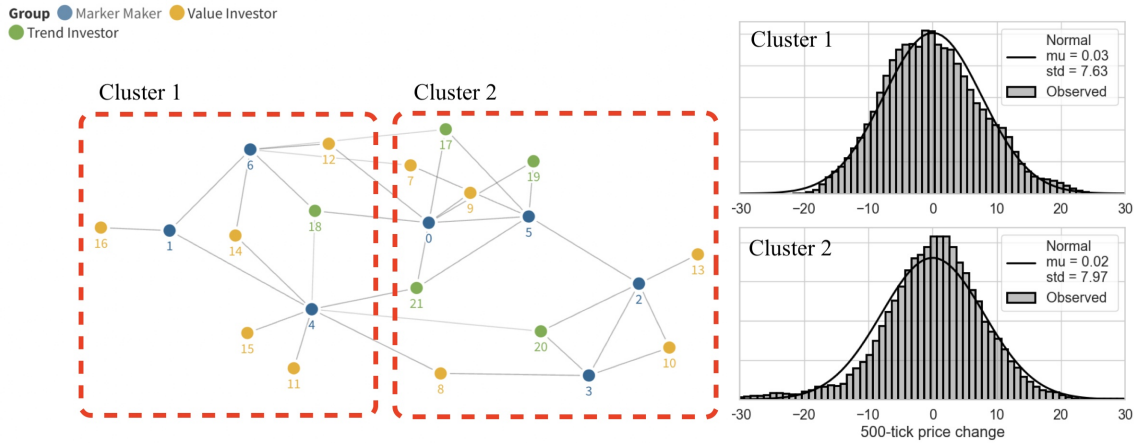 Group Marker Maker Value Investor
Trend Investor
Cluster 1
Cluster 2
17
6
12
19
7
9
18
0
5
16
1
14
13
21
2
4
20
15
10
11
8
3
Cluster 1
Normal
mu = 0.03
std = 7.63
Observed
-30 -20 -10 0 10 20 30
Cluster 2
Normal
mu = 0.02
std = 7.97
Observed
-30 -20 -10 0 10 20 30
500-tick price change